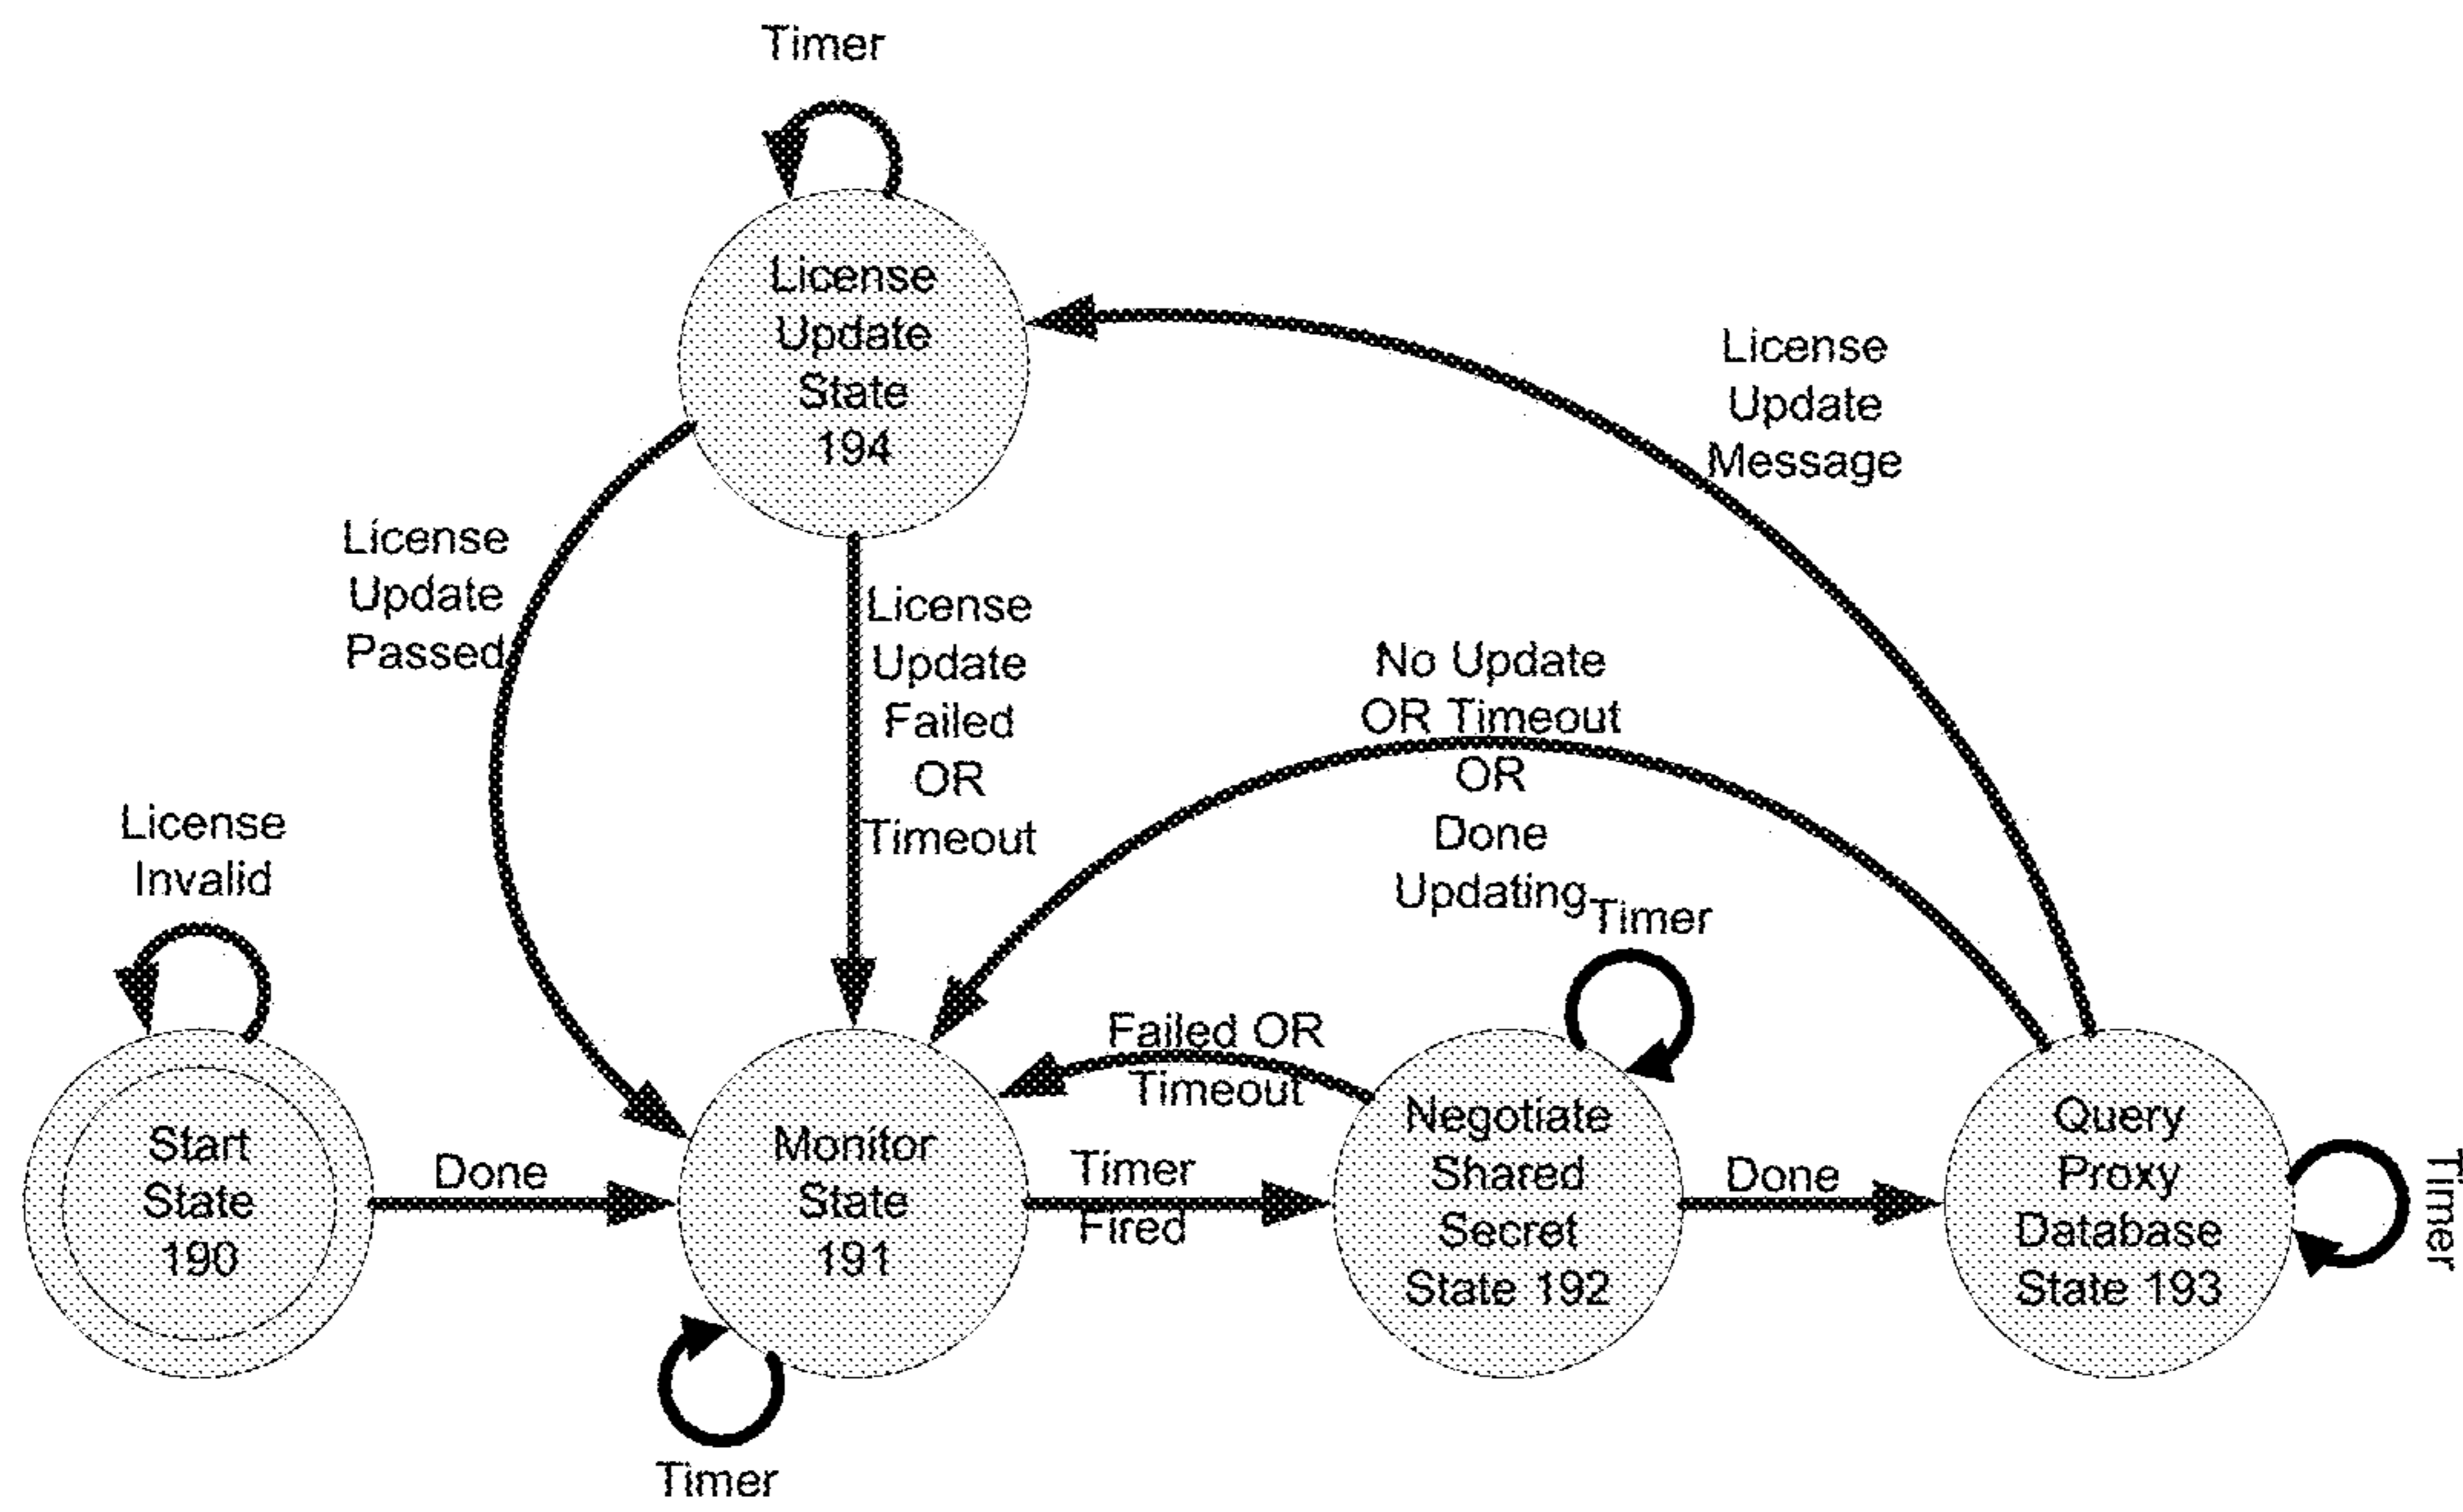 Timer
License
Update
State
194
License
Update
Message
License
Update
Passed
License
Update
Failed
OR
Timeout
No Update
OR Timeout
OR
Done
Updating
Timer
License
Invalid
Start
State
190
Done
Monitor
State
191
Timer
Failed OR
Timeout
Timer
Fired
Negotiate
Shared
Secret
State 192
Done
Query
Proxy
Database
State 193
Timer